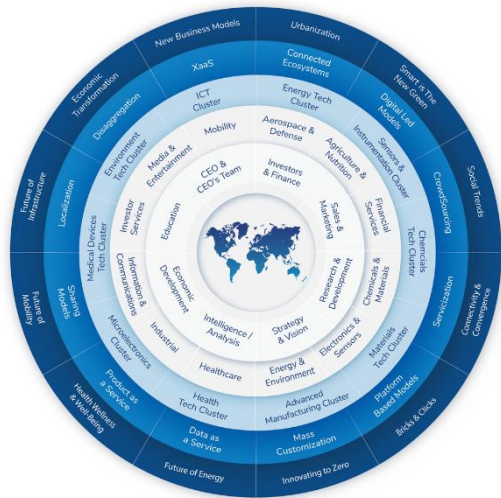 New Business Models
Urbanization
Smart is The
New Green
Social Trends
Connectivity &
Convergence
Bricks & Clicks
Innovating to Zero
Future of Energy
Health Wellness
& Well Being
Future of
Mobility
Future of
Infrastructure
Economic
Transformation
XaaS
Connected
Ecosystems
Digital Led
Models
CrowdSourcing
Servicization
Platform
Based Models
Mass
Customization
Data as
a Service
Product as
a Service
Sharing
Models
Localization
Disaggregation
ICT
Cluster
Energy Tech
Cluster
Sensors &
Instrumentation Cluster
Chemcials
Tech Cluster
Materials
Tech Cluster
Advanced
Manufacturing Cluster
Health
Tech Cluster
Microelectronics
Cluster
Medical Devices
Tech Cluster
Environment
Tech Cluster
Mobility
Aerospace &
Defense
Agriculture &
Nutrition
Financial
Services
Chemicals &
Materials
Electronics &
Sensors
Energy &
Environment
Healthcare
Industrial
Information &
Communications
Investor
Services
Media &
Entertainment
CEO &
CEO's Team
Investors
& Finance
Sales &
Marketing
Research &
Development
Strategy
& Vision
Intelligence /
Analysis
Economic
Development
Education